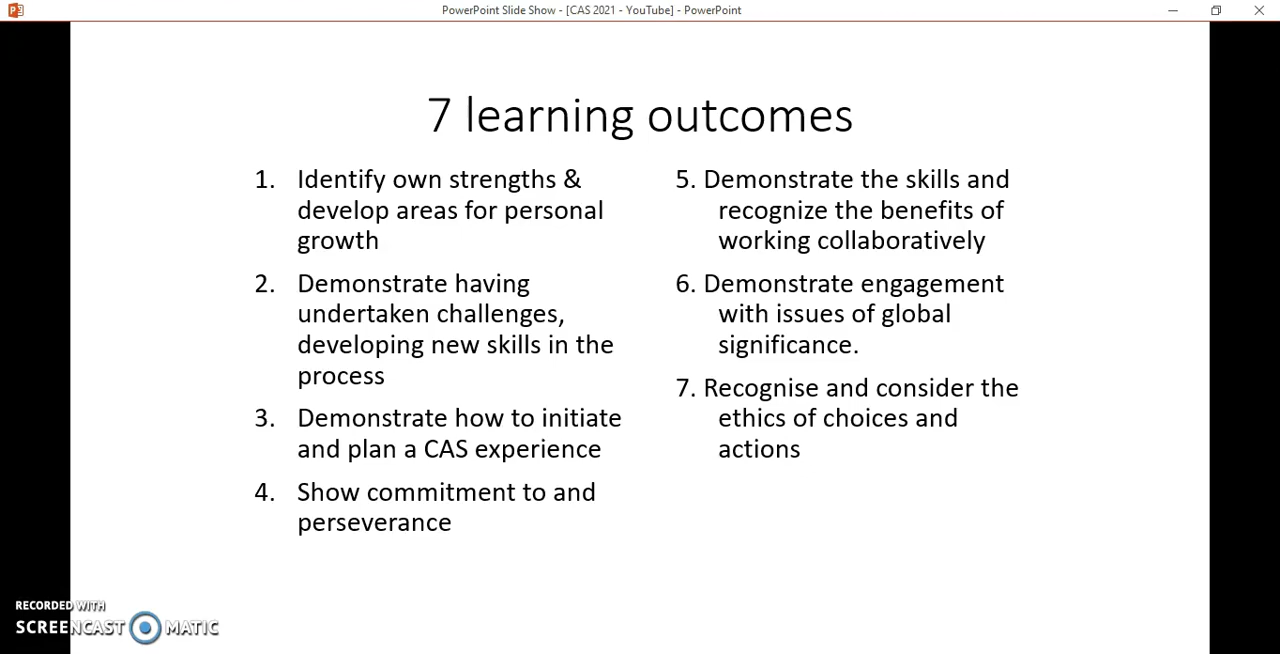 PowerPoint Slide Show - [CAS 2021 - YouTube] - PowerPoint
7 learning outcomes
1. Identify own strengths &
develop areas for personal
growth
2. Demonstrate having
undertaken challenges,
developing new skills in the
process
3. Demonstrate how to initiate
and plan a CAS experience
4. Show commitment to and
perseverance
5. Demonstrate the skills and
recognize the benefits of
working collaboratively
6. Demonstrate engagement
with issues of global
significance.
7. Recognise and consider the
ethics of choices and
actions
RECORDED WITH
SCREENCAST MATIC